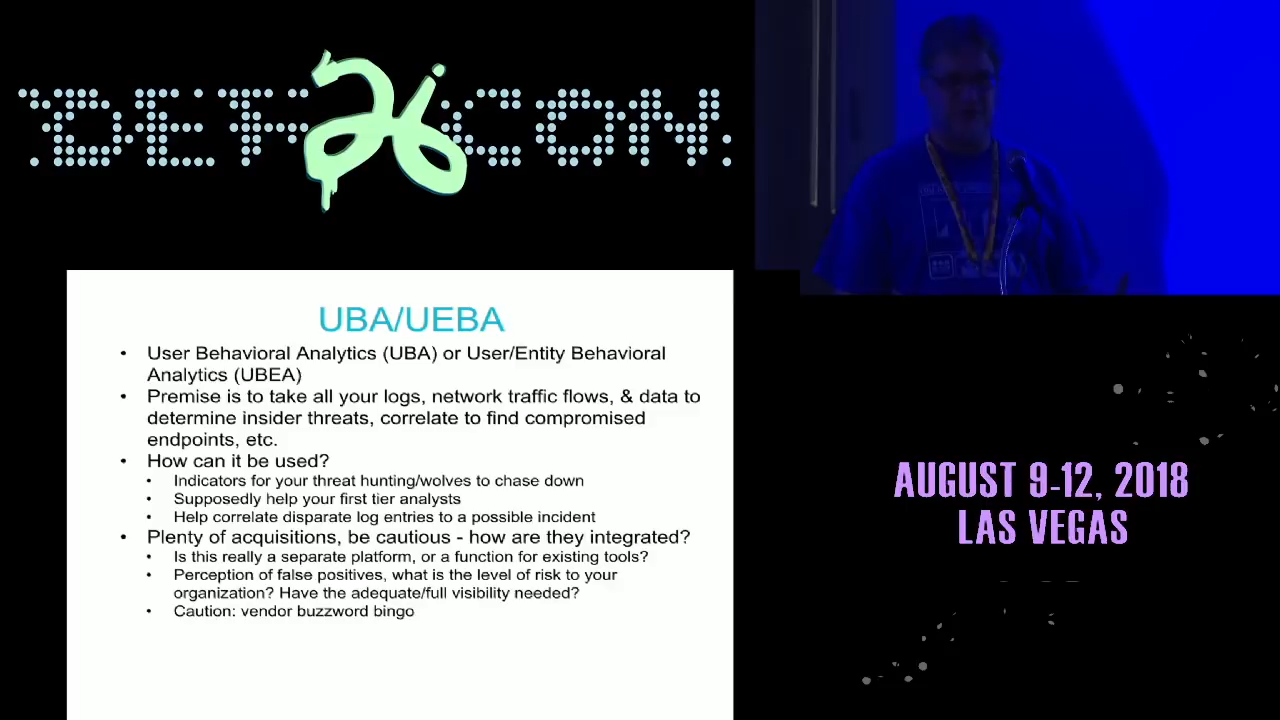 DEF 26 CON
UBA/UEBA
• User Behavioral Analytics (UBA) or User/Entity Behavioral
Analytics (UBEA)
• Premise is to take all your logs, network traffic flows, & data to
determine insider threats, correlate to find compromised
endpoints, etc.
• How can it be used?
• Indicators for your threat hunting/wolves to chase down
• Supposedly help your first tier analysts
• Help correlate disparate log entries to a possible incident
• Plenty of acquisitions, be cautious - how are they integrated?
• Is this really a separate platform, or a function for existing tools?
• Perception of false positives, what is the level of risk to your
organization? Have the adequate/full visibility needed?
• Caution: vendor buzzword bingo
AUGUST 9-12, 2018
LAS VEGAS